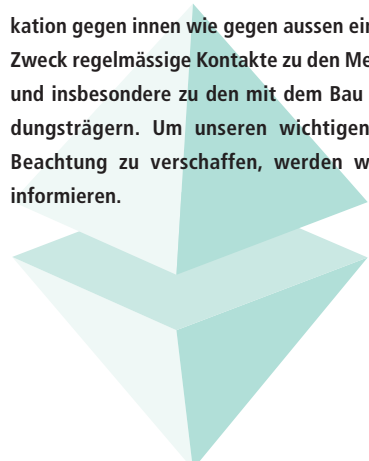 kation gegen innen wie gegen aussen ein
Zweck regelmässige Kontakte zu den Me
und insbesondere zu den mit dem Bau
dungsträgern. Um unseren wichtigen
Beachtung zu verschaffen, werden w
informieren.